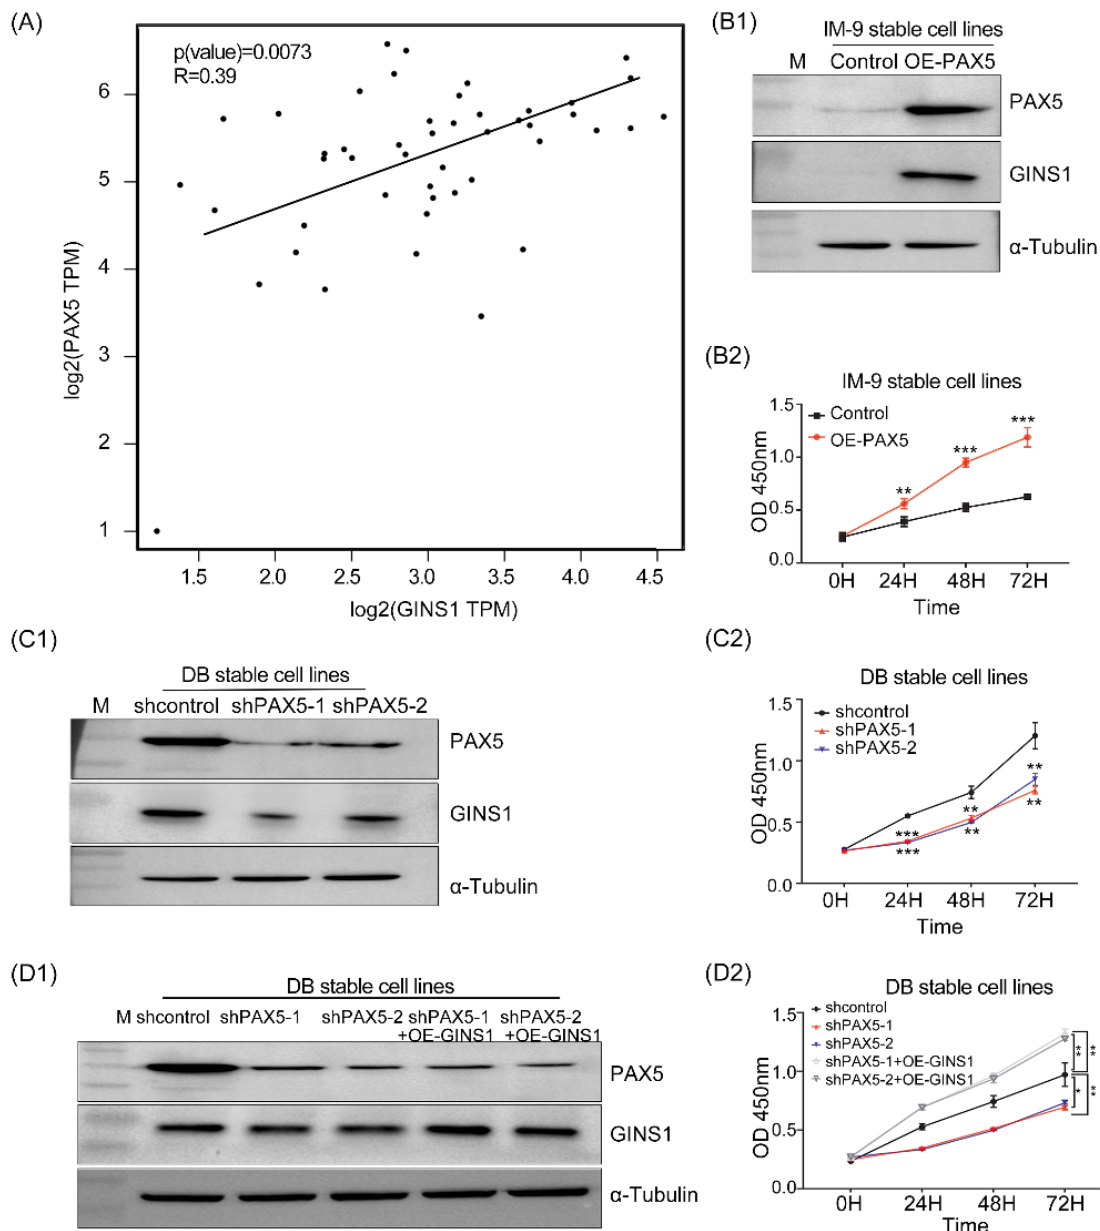 (A)
p(value)=0.0073
R=0.39
log2(PAX5 TPM)
6
5
4
3
2
1
1.5 2.0 2.5 3.0 3.5 4.0 4.5
log2(GINS1 TPM)
(B1)
IM-9 stable cell lines
M Control OE-PAX5
PAX5
GINS1
α-Tubulin
(B2)
IM-9 stable cell lines
Control
OE-PAX5
OD 450nm
1.5
1.0
0.5
0.0
** *** ***
0H 24H 48H 72H
Time
(C1)
DB stable cell lines
M shcontrol shPAX5-1 shPAX5-2
PAX5
GINS1
α-Tubulin
(C2)
DB stable cell lines
shcontrol
shPAX5-1
shPAX5-2
OD 450nm
1.5
1.0
0.5
0.0
*** ** **
*** ** **
0H 24H 48H 72H
Time
(D1)
DB stable cell lines
M shcontrol shPAX5-1 shPAX5-2 shPAX5-1 shPAX5-2
+OE-GINS1 +OE-GINS1
PAX5
GINS1
α-Tubulin
(D2)
DB stable cell lines
shcontrol
shPAX5-1
shPAX5-2
shPAX5-1+OE-GINS1
shPAX5-2+OE-GINS1
OD 450nm
1.5
1.0
0.5
0.0
** **
* **
0H 24H 48H 72H
Time